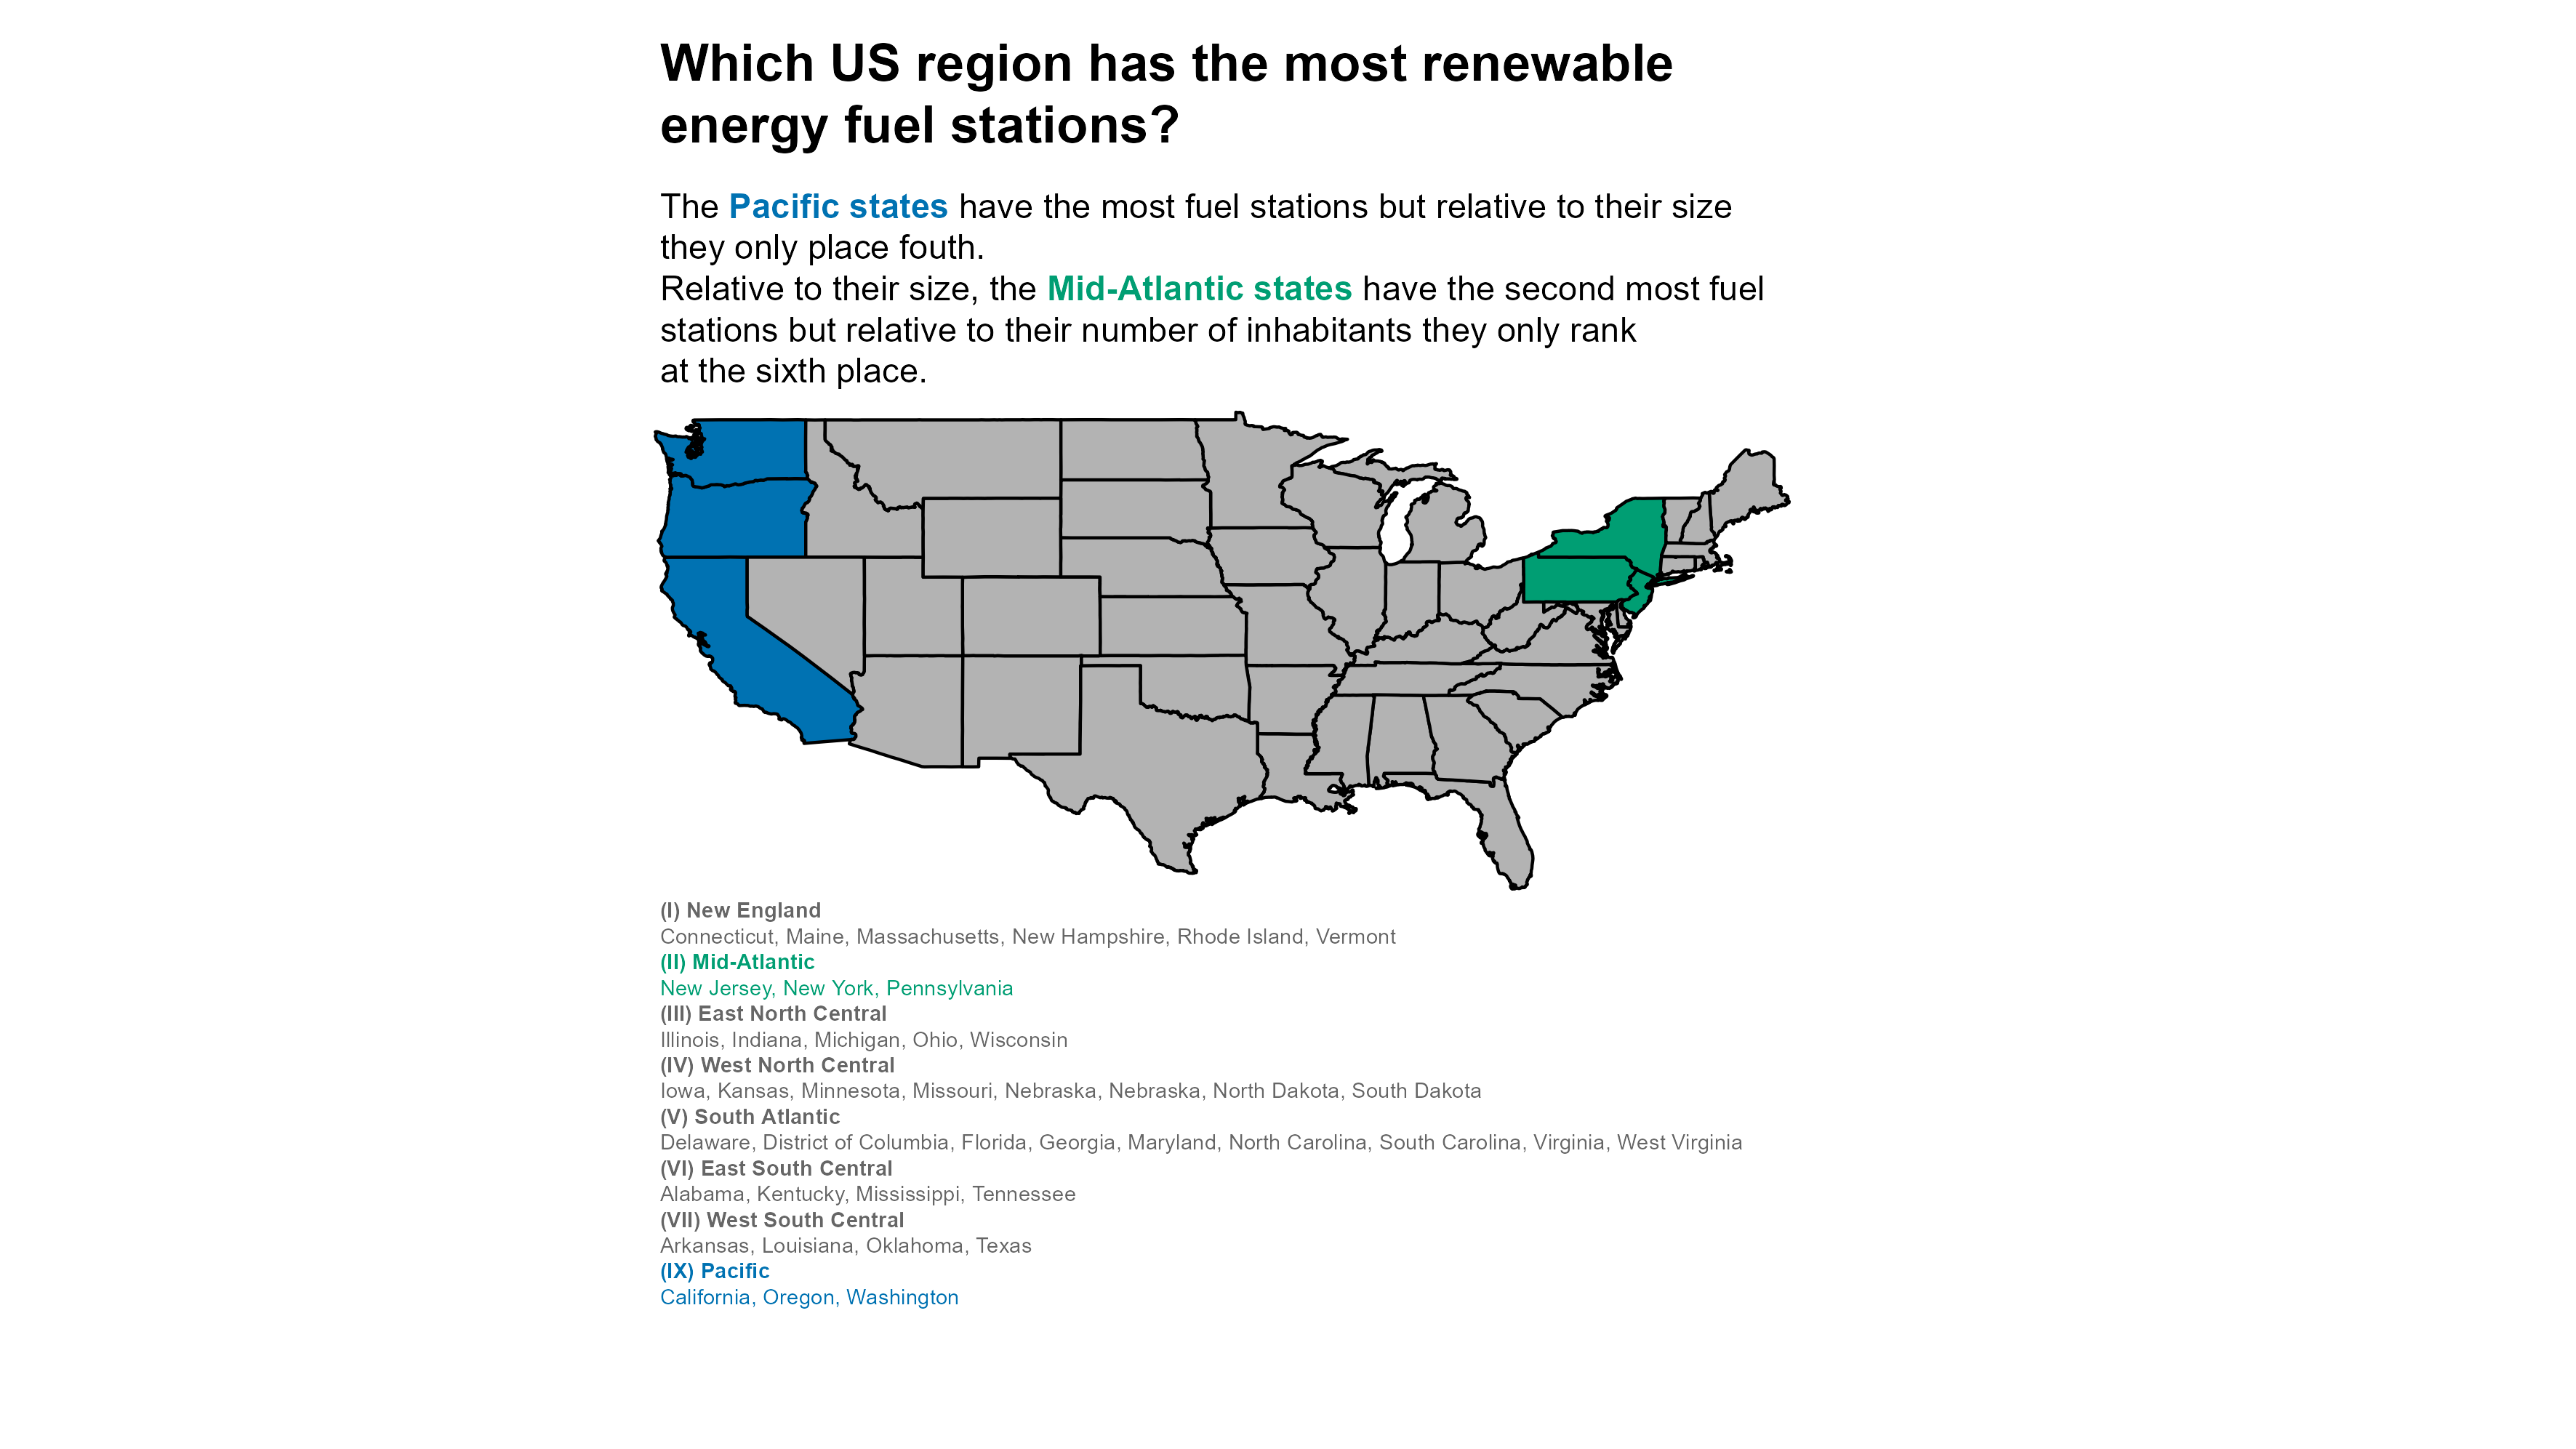 Which US region has the most renewable
energy fuel stations?
The Pacific states have the most fuel stations but relative to their size
they only place fouth.
Relative to their size, the Mid-Atlantic states have the second most fuel
stations but relative to their number of inhabitants they only rank
at the sixth place.
(I) New England
Connecticut, Maine, Massachusetts, New Hampshire, Rhode Island, Vermont
(II) Mid-Atlantic
New Jersey, New York, Pennsylvania
(III) East North Central
Illinois, Indiana, Michigan, Ohio, Wisconsin
(IV) West North Central
Iowa, Kansas, Minnesota, Missouri, Nebraska, Nebraska, North Dakota, South Dakota
(V) South Atlantic
Delaware, District of Columbia, Florida, Georgia, Maryland, North Carolina, South Carolina, Virginia, West Virginia
(VI) East South Central
Alabama, Kentucky, Mississippi, Tennessee
(VII) West South Central
Arkansas, Louisiana, Oklahoma, Texas
(IX) Pacific
California, Oregon, Washington